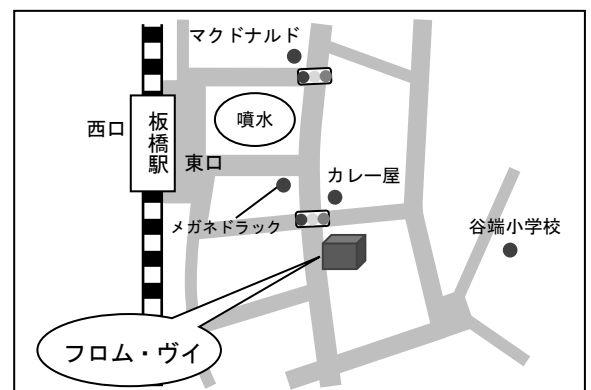 マクドナルド
噴水
西口
板橋駅
東口
カレー屋
メガネドラック
谷端小学校
フロム・ヴイ